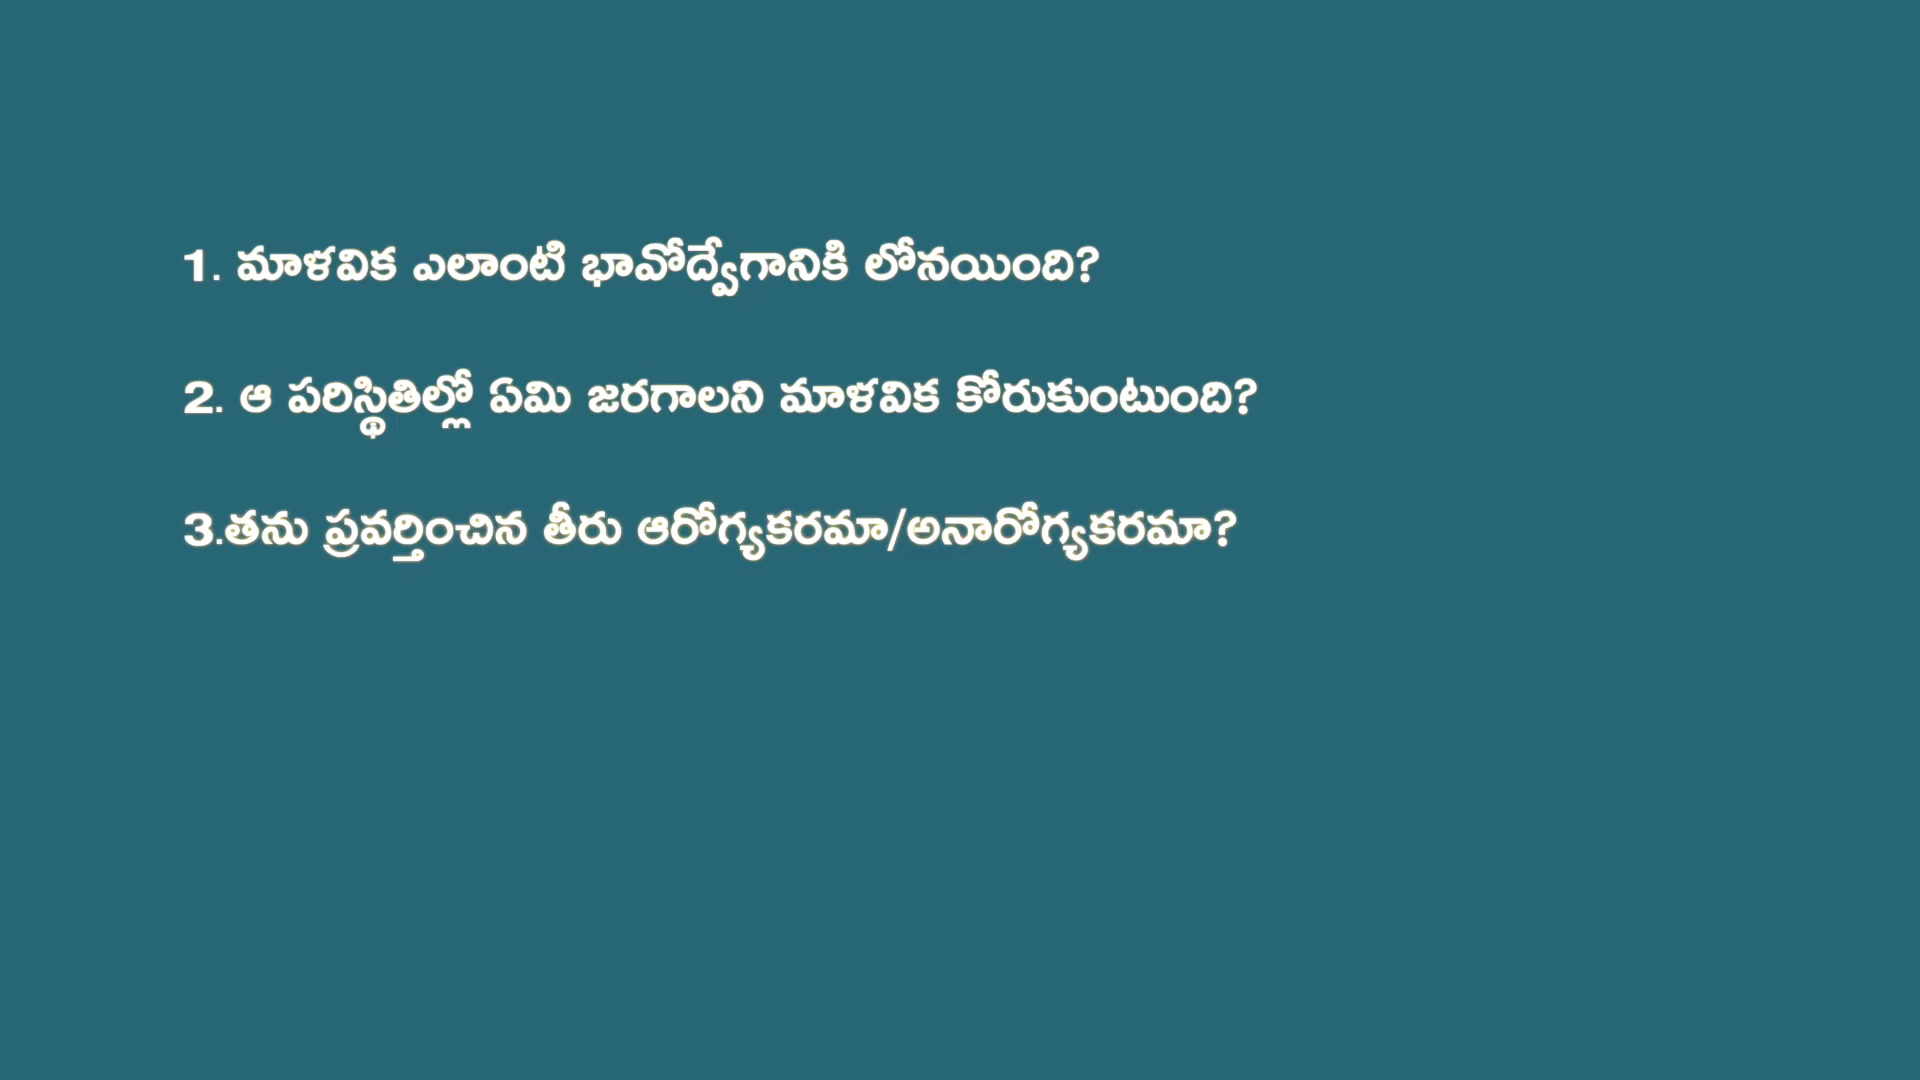 1. మాళవిక ఎలాంటి భావోద్వేగానికి లోనయింది?
2. ఆ పరిస్థితిల్లో ఏమి జరగాలని మాళవిక కోరుకుంటుంది?
3.తను ప్రవర్తించిన తీరు ఆరోగ్యకరమా/అనారోగ్యకరమా?